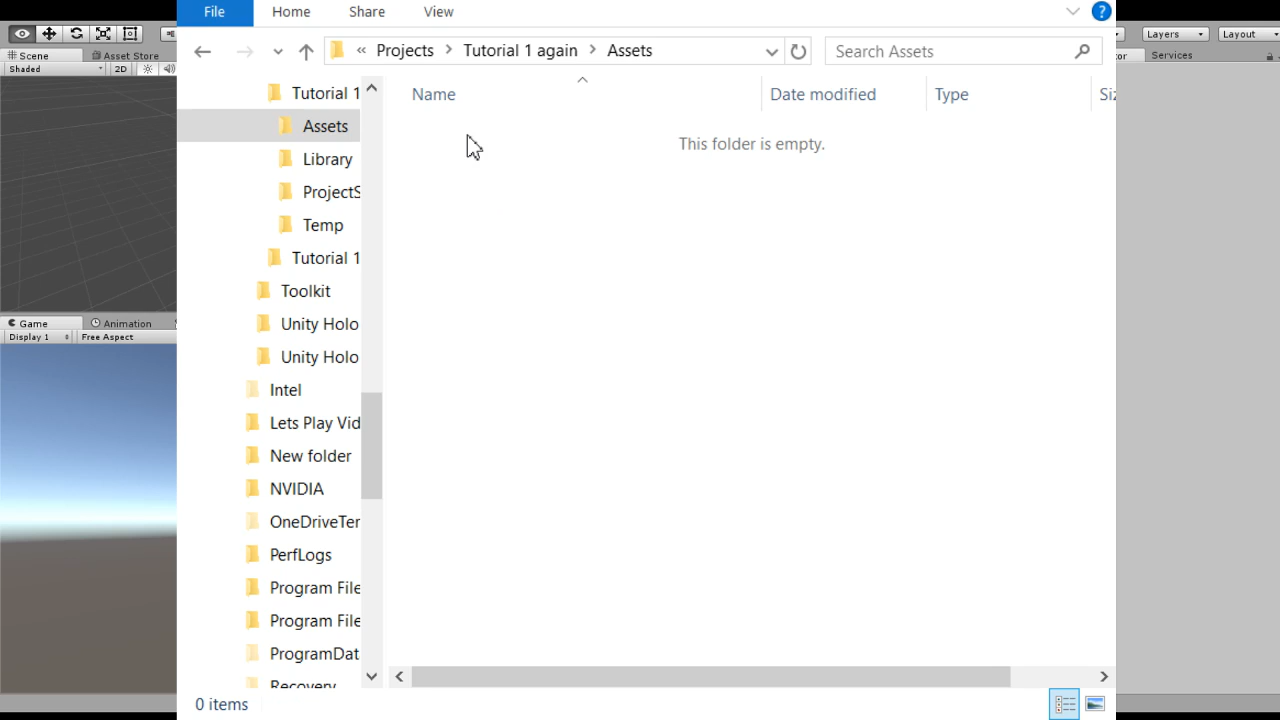 File
Home
Share
View
?
Layers
Layout
Scene
Asset Store
Services
« Projects > Tutorial 1 again > Assets
Search Assets
Shaded
2D
Name
Date modified
Type
Siz
Tutorial 1
This folder is empty.
Assets
Library
ProjectS
Temp
Tutorial 1
Toolkit
Game
Animation
Unity Holo
Display 1
Free Aspect
Unity Holo
Intel
Lets Play Vid
New folder
NVIDIA
OneDriveTer
PerfLogs
Program File
Program File
ProgramDat
Recovery
0 items